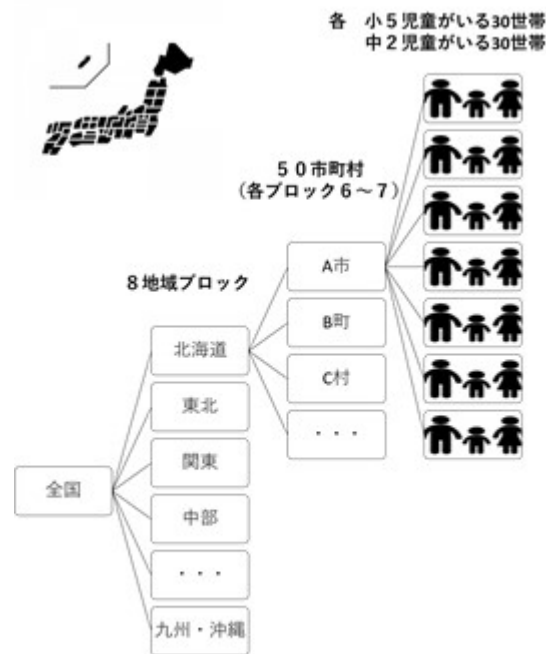 各　小５児童がいる30世帯
中２児童がいる30世帯
５０市町村
（各ブロック６～７）
８地域ブロック
A市
B町
C村
・・・
北海道
東北
関東
中部
・・・
九州・沖縄
全国